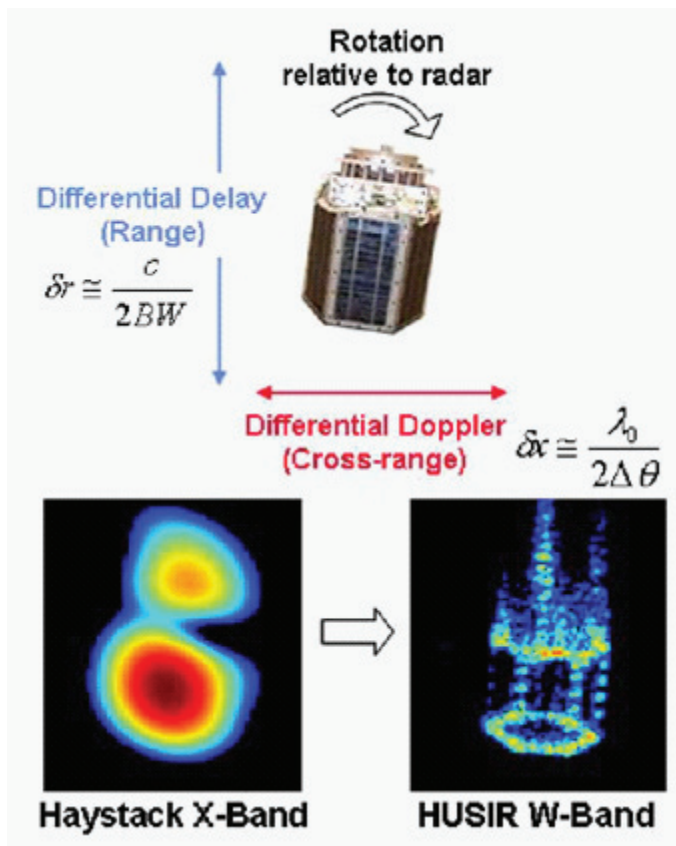 Rotation
relative to radar
Differential Delay
(Range)
δr ≅ c / 2BW
Differential Doppler
(Cross-range)
δx ≅ λ₀ / 2Δθ
Haystack X-Band
HUSIR W-Band